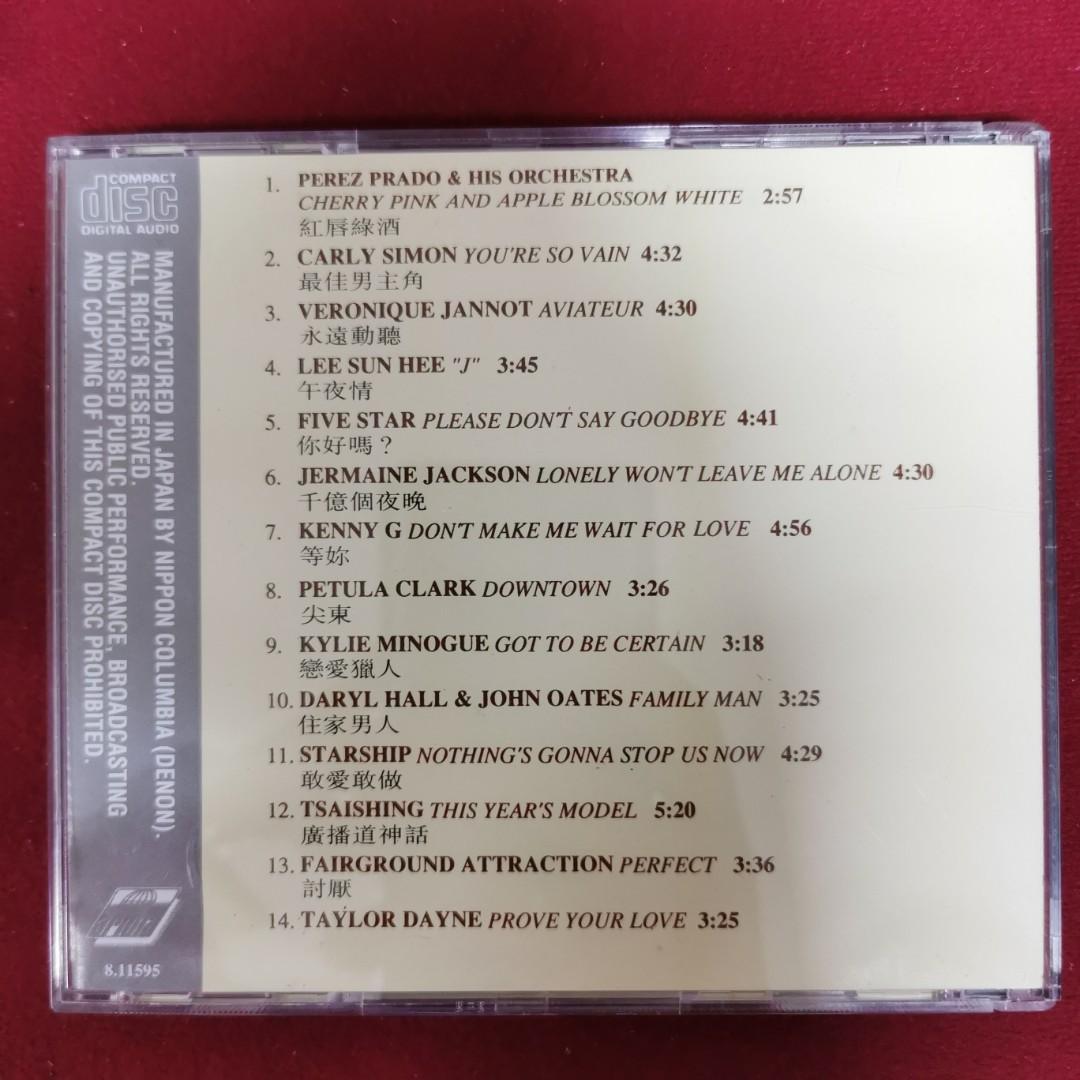 COMPACT
disc
DIGITAL AUDIO
MANUFACTURED IN JAPAN BY NIPPON COLUMBIA (DENON).
ALL RIGHTS RESERVED.
UNAUTHORISED PUBLIC PERFORMANCE, BROADCASTING
AND COPYING OF THIS COMPACT DISC PROHIBITED.
8.11595
1. PEREZ PRADO & HIS ORCHESTRA
CHERRY PINK AND APPLE BLOSSOM WHITE 2:57
紅唇綠酒
2. CARLY SIMON YOU'RE SO VAIN 4:32
最佳男主角
3. VERONIQUE JANNOT AVIATEUR 4:30
永遠動聽
4. LEE SUN HEE "J" 3:45
午夜情
5. FIVE STAR PLEASE DON'T SAY GOODBYE 4:41
你好嗎？
6. JERMAINE JACKSON LONELY WON'T LEAVE ME ALONE 4:30
千億個夜晚
7. KENNY G DON'T MAKE ME WAIT FOR LOVE 4:56
等妳
8. PETULA CLARK DOWNTOWN 3:26
尖東
9. KYLIE MINOGUE GOT TO BE CERTAIN 3:18
戀愛獵人
10. DARYL HALL & JOHN OATES FAMILY MAN 3:25
住家男人
11. STARSHIP NOTHING'S GONNA STOP US NOW 4:29
敢愛敢做
12. TSAISHING THIS YEAR'S MODEL 5:20
廣播道神話
13. FAIRGROUND ATTRACTION PERFECT 3:36
討厭
14. TAYLOR DAYNE PROVE YOUR LOVE 3:25